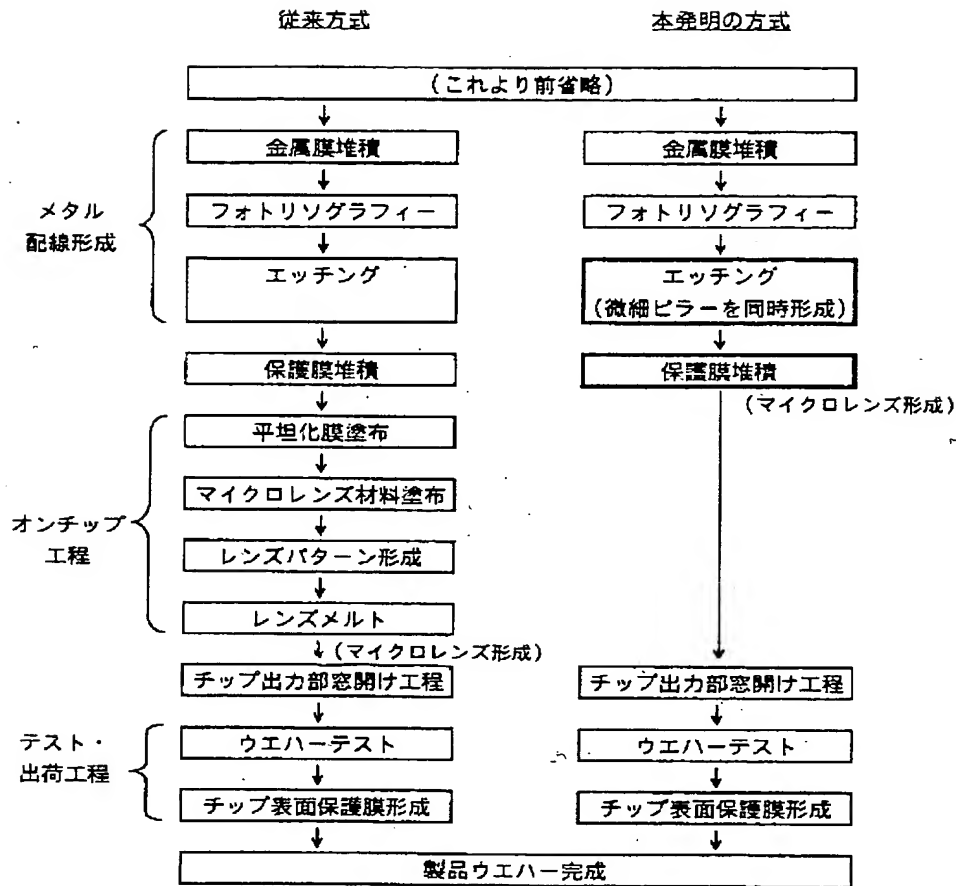 従来方式
本発明の方式
(これより前省略)
金属膜堆積
金属膜堆積
メタル
配線形成
フォトリソグラフィー
フォトリソグラフィー
エッチング
エッチング
(微細ピラーを同時形成)
保護膜堆積
保護膜堆積
(マイクロレンズ形成)
オンチップ
工程
平坦化膜塗布
マイクロレンズ材料塗布
レンズパターン形成
レンズメルト
(マイクロレンズ形成)
チップ出力部窓開け工程
チップ出力部窓開け工程
テスト・
出荷工程
ウエハーテスト
ウエハーテスト
チップ表面保護膜形成
チップ表面保護膜形成
製品ウエハー完成